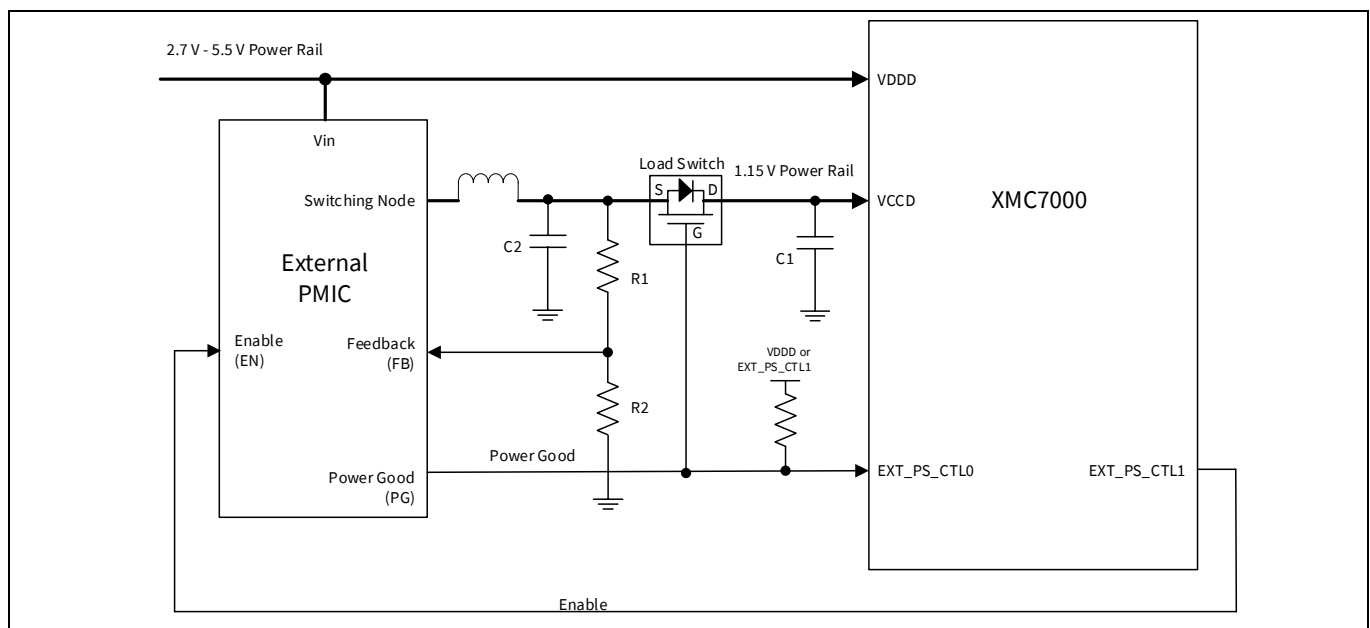 2.7 V - 5.5 V Power Rail
VDDD
Vin
Load Switch
1.15 V Power Rail
S
D
Switching Node
VCCD
XMC7000
G
C2
C1
External
PMIC
R1
Enable
(EN)
Feedback
(FB)
VDDD or
EXT_PS_CTL1
R2
Power Good
Power Good
(PG)
EXT_PS_CTL0
EXT_PS_CTL1
Enable